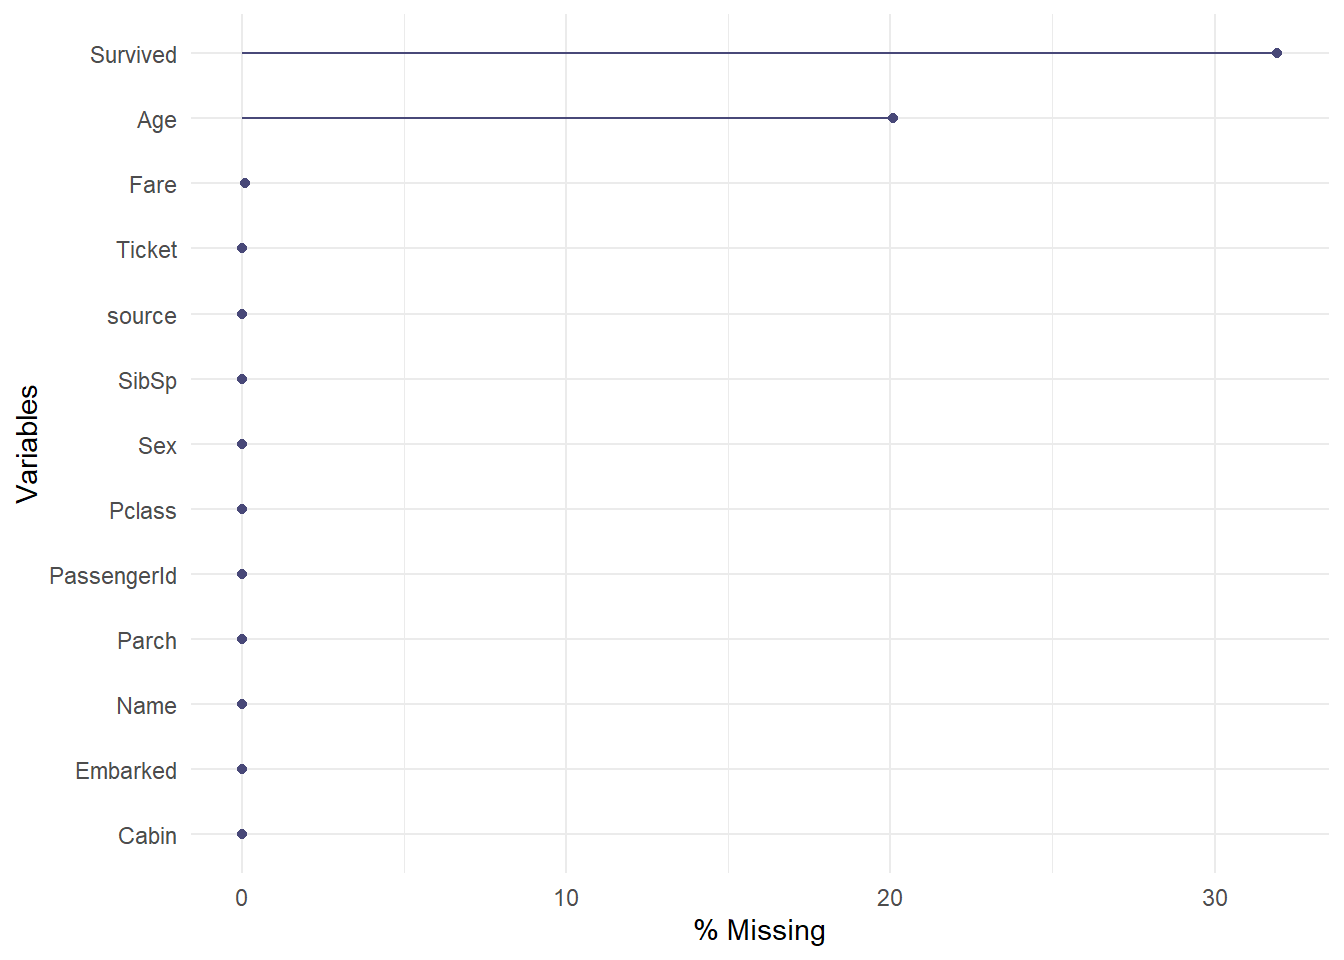 Survived
Age
Fare
Ticket
source
SibSp
Sex
Pclass
PassengerId
Parch
Name
Embarked
Cabin
Variables
0 10 20 30
% Missing